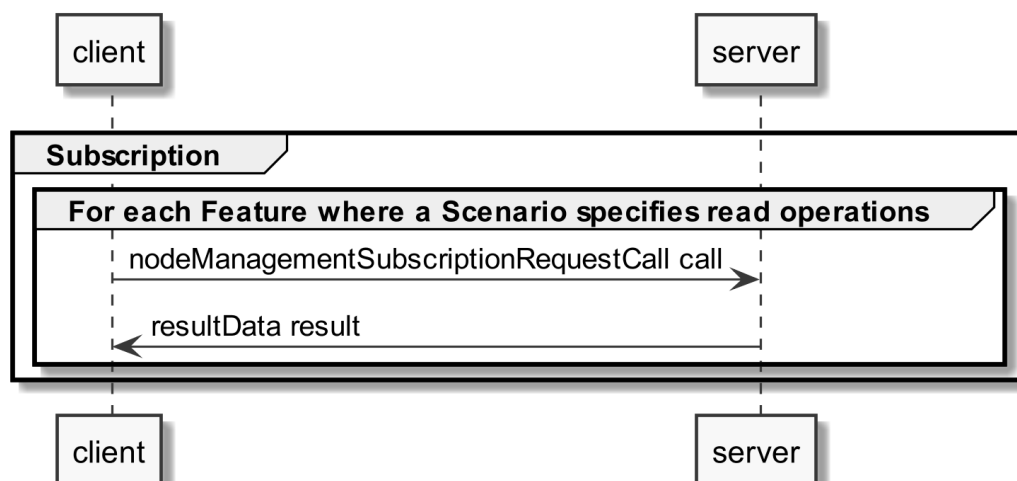 client server
Subscription
For each Feature where a Scenario specifies read operations
nodeManagementSubscriptionRequestCall call
resultData result
client server